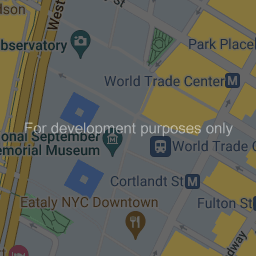 West
St
bservatory
Park Place
World Trade Center
For development purposes only
onal September
emorial Museum
World Trade C
Cortlandt St
Eataly NYC Downtown
Fulton St
dway